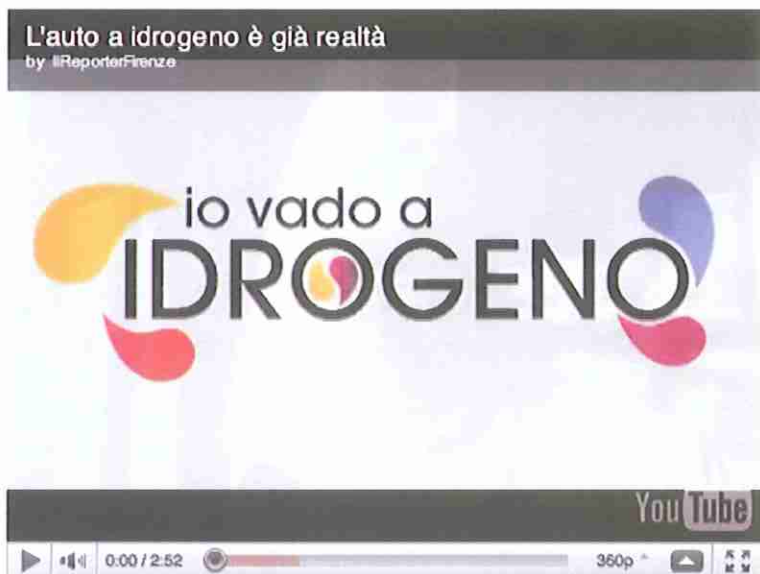 L'auto a idrogeno è già realtà
by IlReporterFirenze
io vado a
IDROGENO
YouTube
0:00 / 2:52
360p